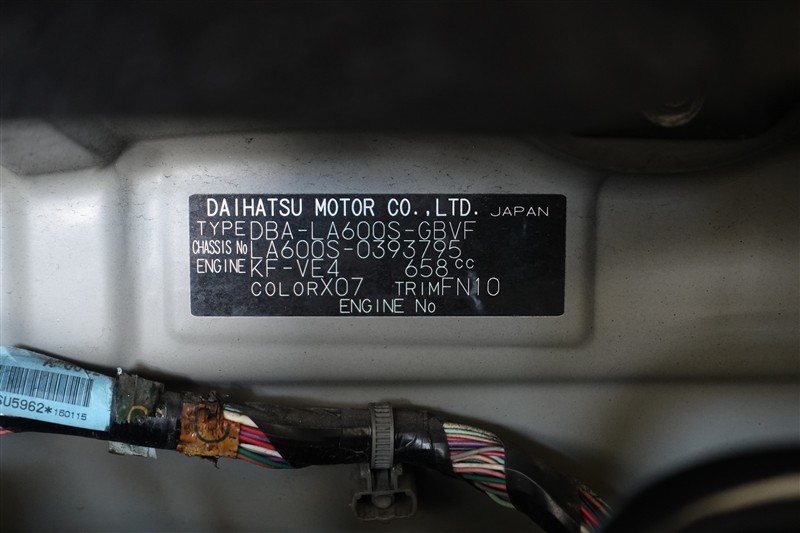 DAIHATSU MOTOR CO.,LTD. JAPAN
TYPE DBA-LA600S-GBVF
CHASSIS No LA600S-0393795
ENGINE KF-VE4 658cc
COLOR X07 TRIM FN10
ENGINE No
SU5962* 180115